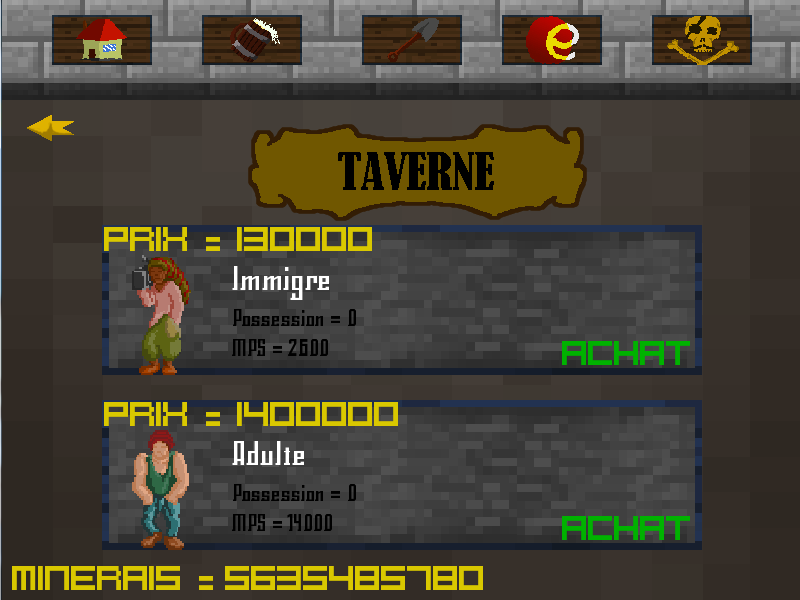 e
TAVERNE
PRIX = 130000
Immigre
Possession = 0
MPS = 2600
ACHAT
PRIX = 1400000
Adulte
Possession = 0
MPS = 14000
ACHAT
MINERAIS = 5635485780